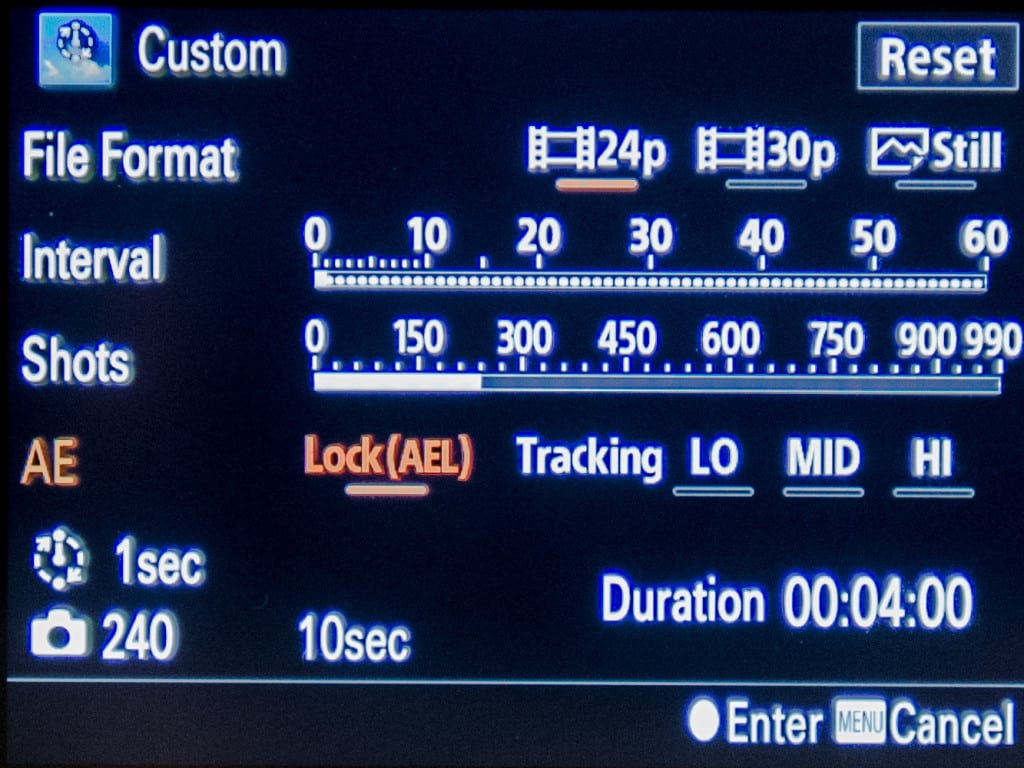 Custom Reset
File Format 24p 30p Still
0 10 20 30 40 50 60
Interval
0 150 300 450 600 750 900 990
Shots
AE Lock(AEL) Tracking LO MID HI
1sec
Duration 00:04:00
240 10sec
Enter MENU Cancel